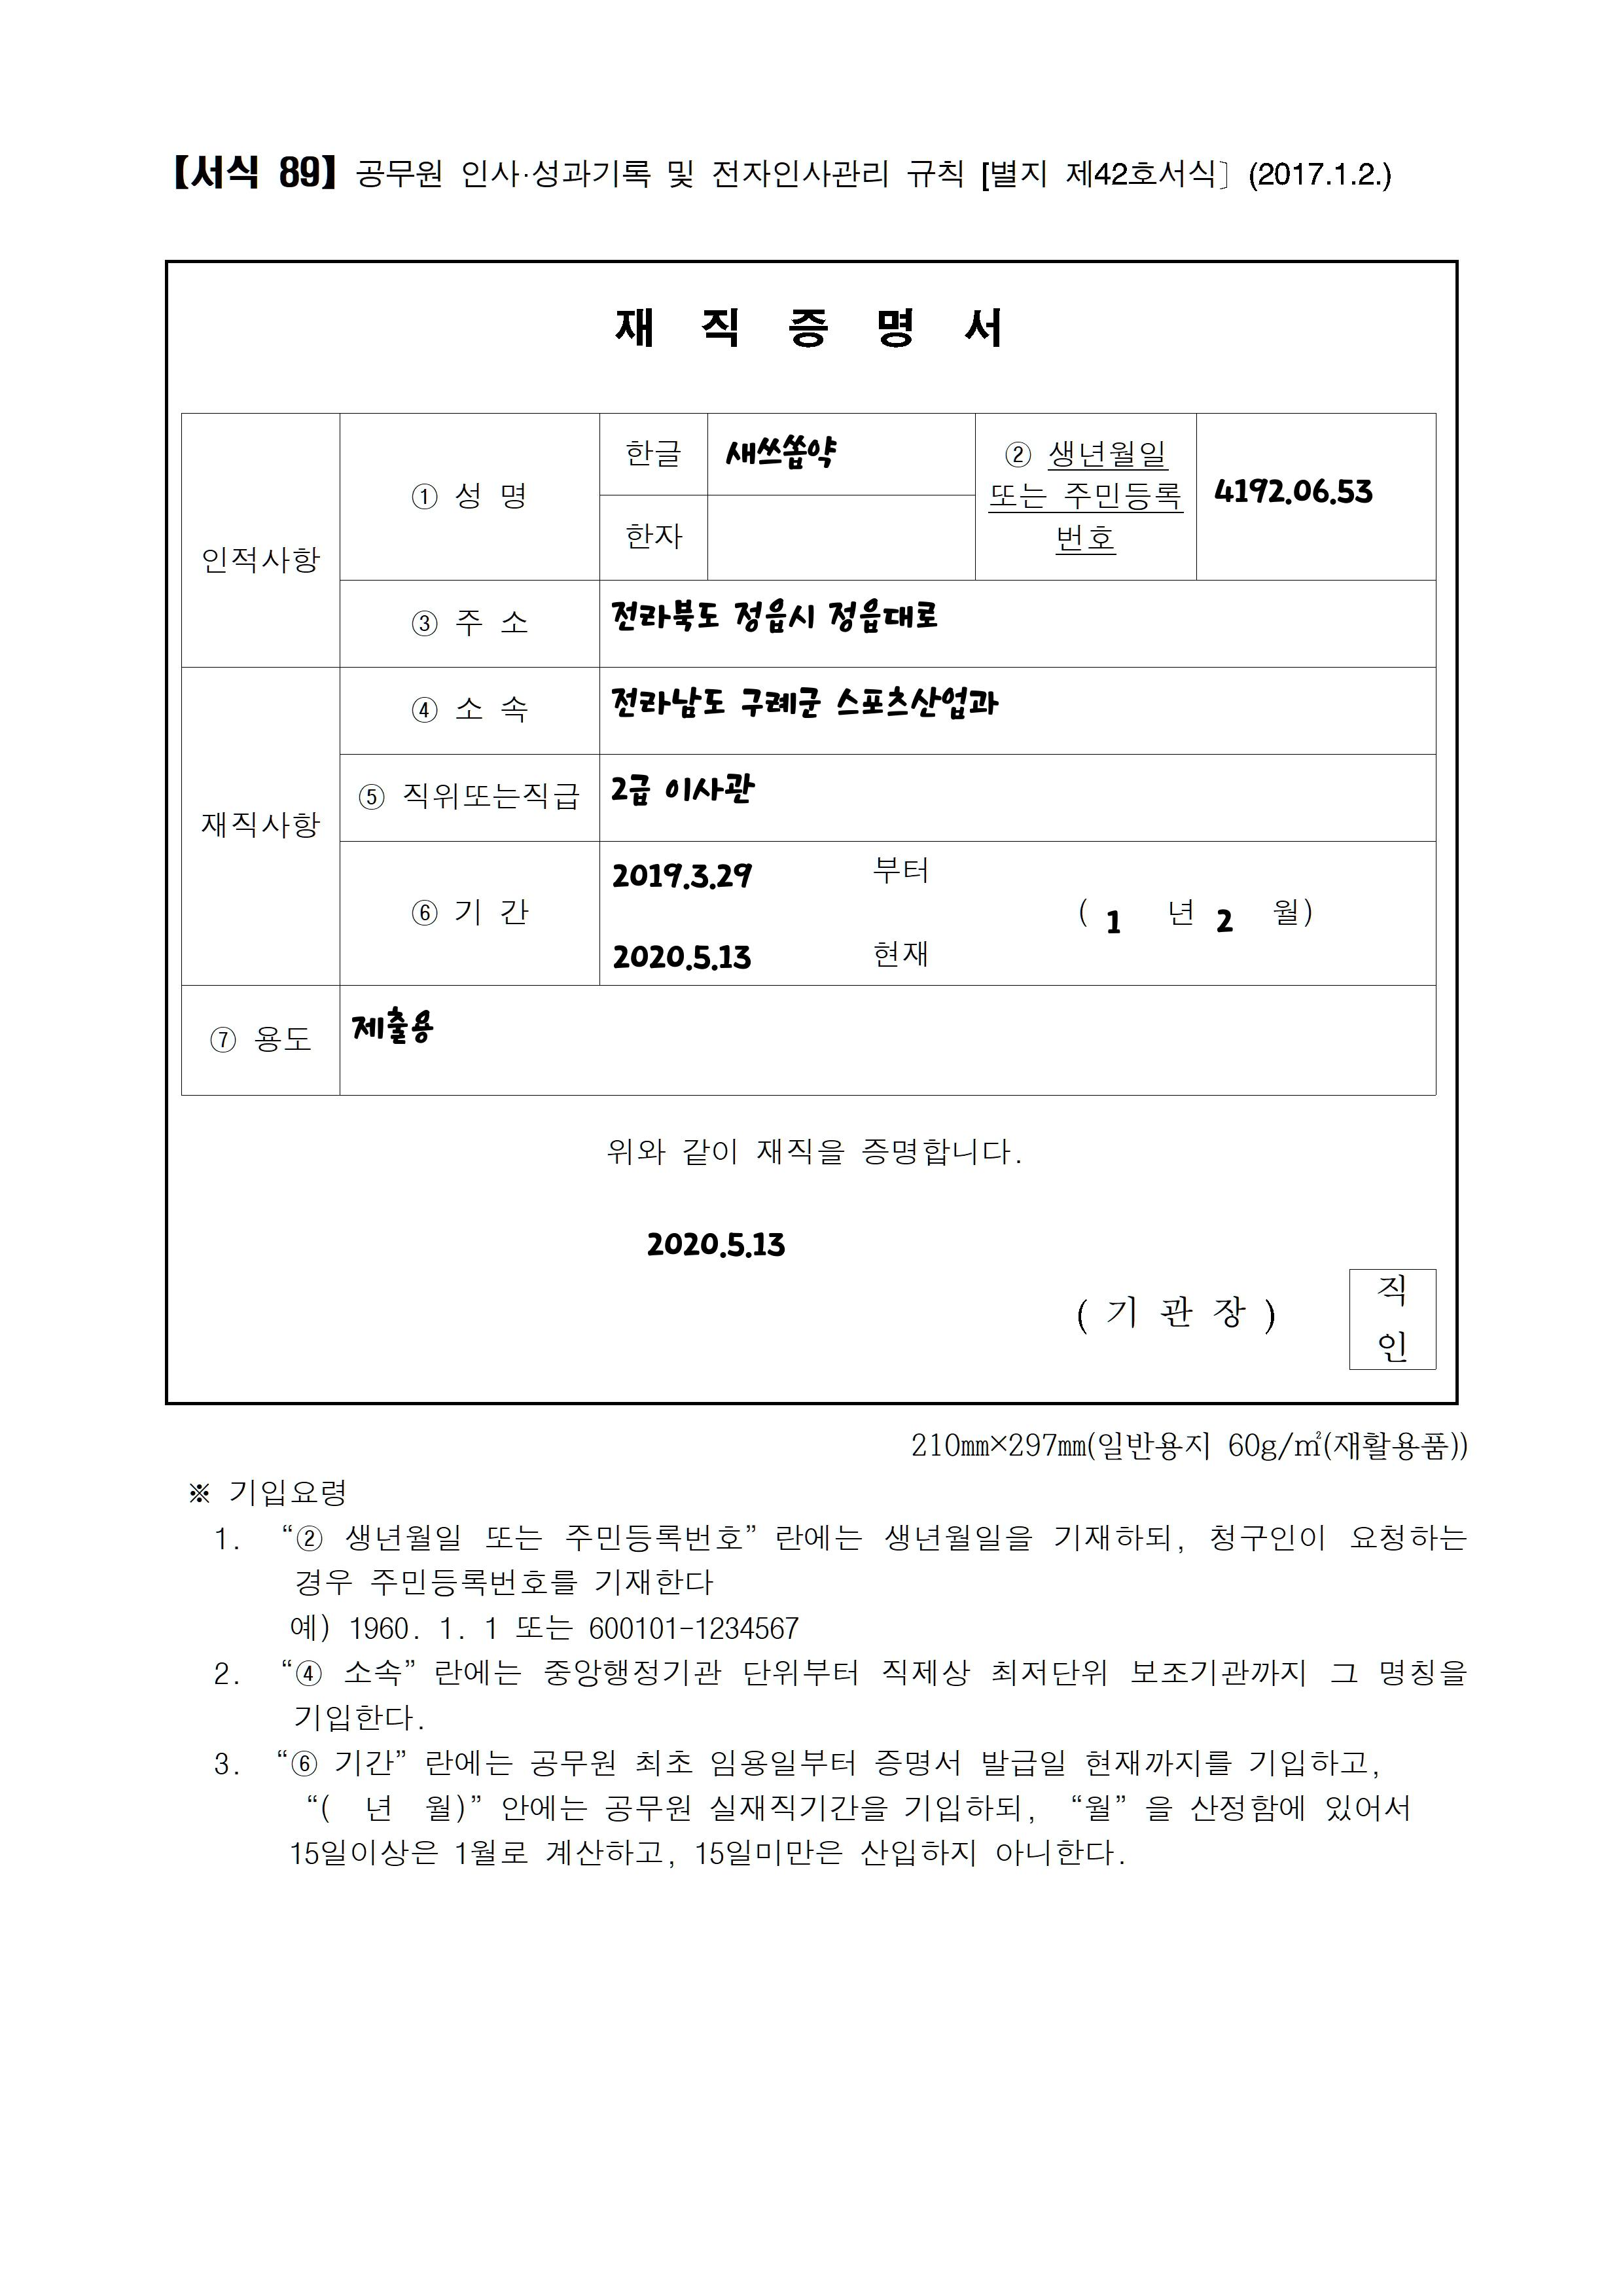 【서식 89】 공무원 인사·성과기록 및 전자인사관리 규칙 [별지 제42호서식］ (2017.1.2.)
재 직 증 명 서
인적사항
① 성 명
한글
새쓰쏩약
한자
② 생년월일
또는 주민등록
번호
4192.06.53
③ 주 소
전라북도 정읍시 정읍대로
재직사항
④ 소 속
전라남도 구례군 스포츠산업과
⑤ 직위또는직급
2급 이사관
⑥ 기 간
2019.3.29 부터
( 1 년 2 월)
2020.5.13 현재
⑦ 용도
제출용
위와 같이 재직을 증명합니다.
2020.5.13
( 기 관 장 )
직
인
210㎜×297㎜(일반용지 60g/㎡(재활용품))
※ 기입요령
1. “② 생년월일 또는 주민등록번호” 란에는 생년월일을 기재하되, 청구인이 요청하는
경우 주민등록번호를 기재한다
예) 1960. 1. 1 또는 600101-1234567
2. “④ 소속” 란에는 중앙행정기관 단위부터 직제상 최저단위 보조기관까지 그 명칭을
기입한다.
3. “⑥ 기간” 란에는 공무원 최초 임용일부터 증명서 발급일 현재까지를 기입하고,
“( 년 월)” 안에는 공무원 실재직기간을 기입하되, “월” 을 산정함에 있어서
15일이상은 1월로 계산하고, 15일미만은 산입하지 아니한다.